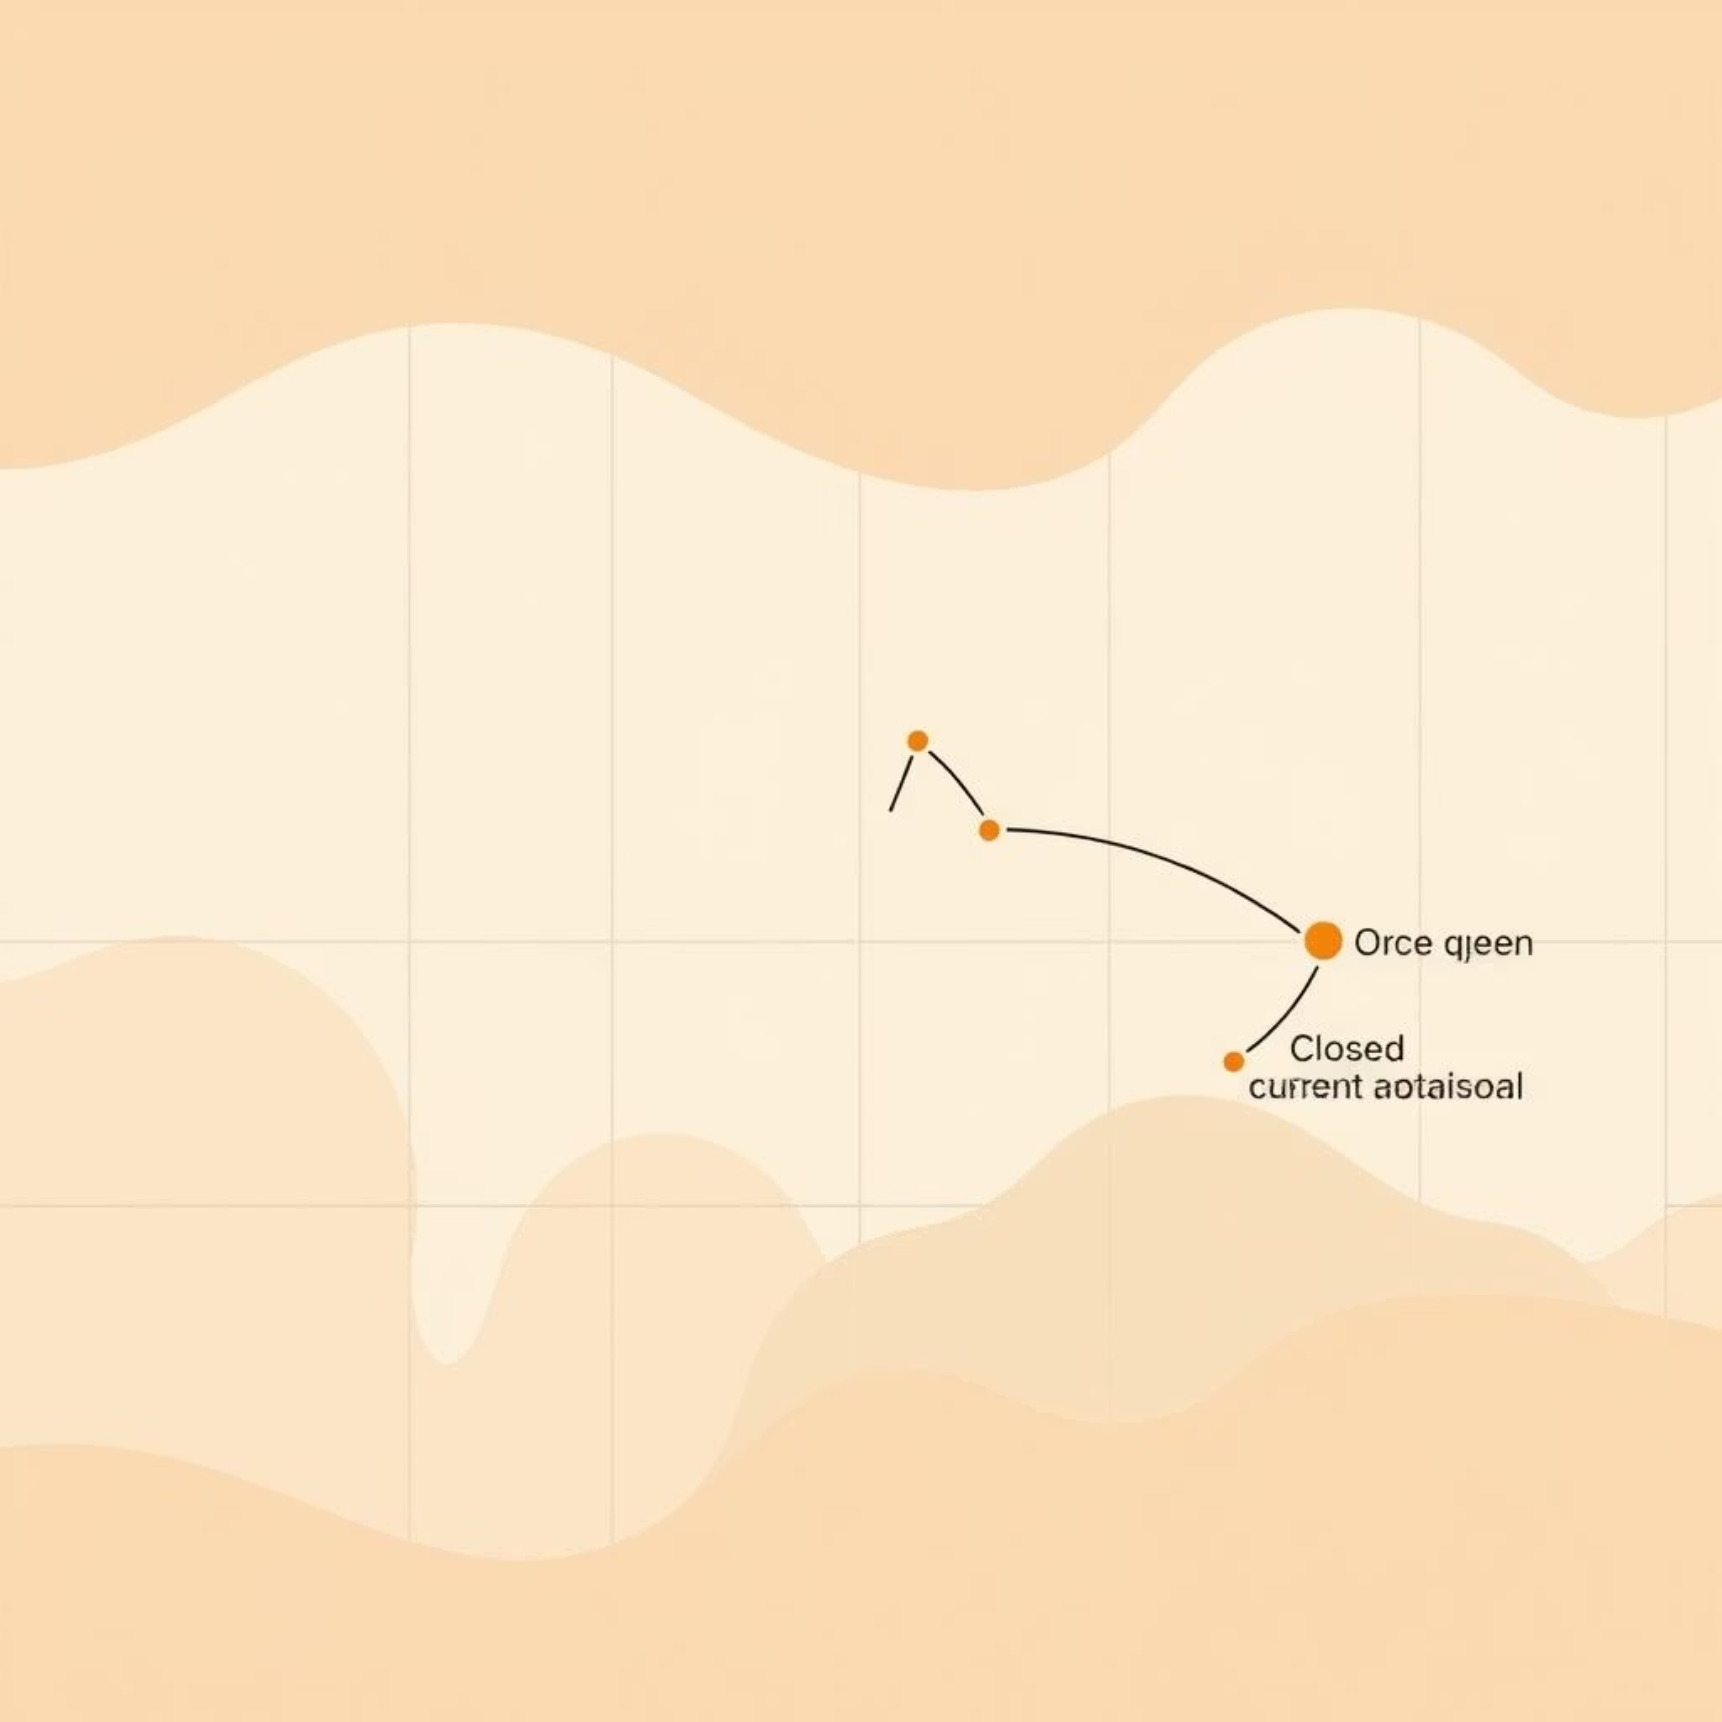 Orce qjeen
Closed
current aotaisoal